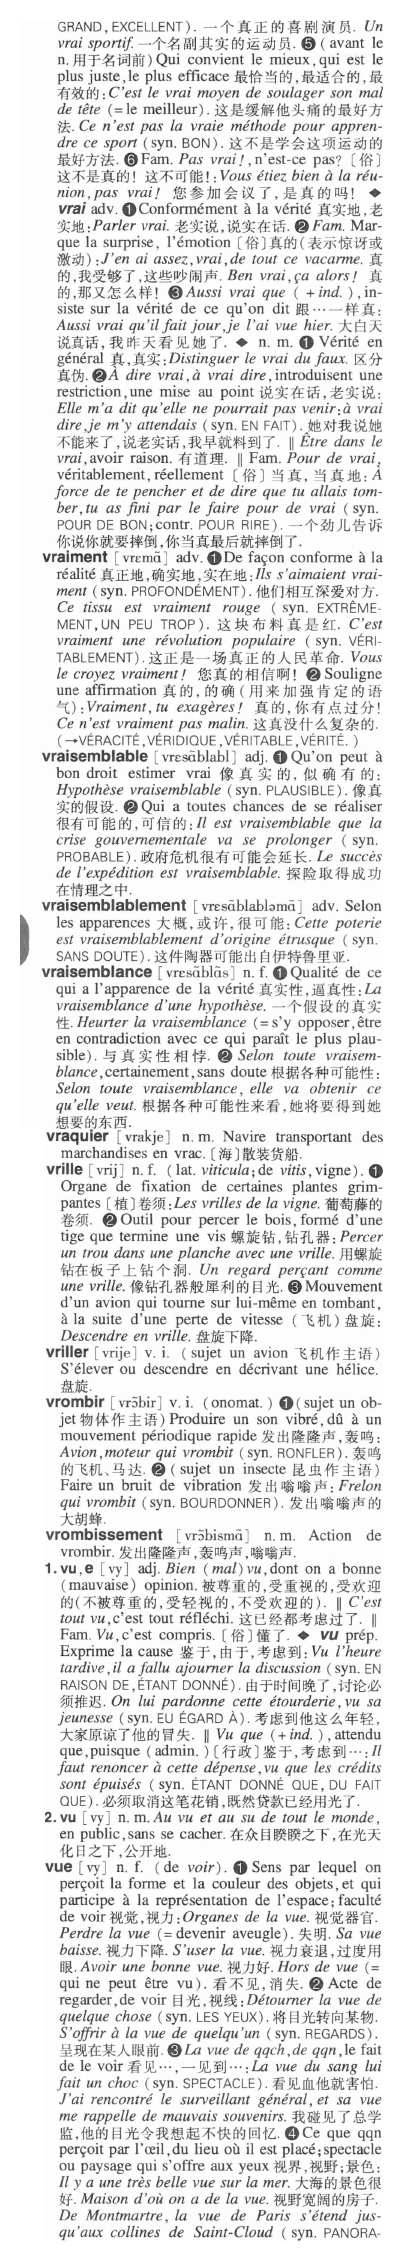 GRAND, EXCELLENT). 一个真正的喜剧演员. Un
vrai sportif. 一个名副其实的运动员. ❺ (avant le
n. 用于名词前) Qui convient le mieux, qui est le
plus juste, le plus efficace 最恰当的,最适合的,最
有效的: C'est le vrai moyen de soulager son mal
de tête (= le meilleur). 这是缓解他头痛的最好方
法. Ce n'est pas la vraie méthode pour appren-
dre ce sport (syn. BON). 这不是学会这项运动的
最好方法. ❻ Fam. Pas vrai!, n'est-ce pas? [俗]
这不是真的! 这不可能!: Vous étiez bien à la réu-
nion, pas vrai! 您参加会议了,是真的吗! ◆
vrai adv. ❶ Conformément à la vérité 真实地,老
实地: Parler vrai. 老实说,说实在话. ❷ Fam. Mar-
que la surprise, l'émotion [俗]真的(表示惊讶或
激动): J'en ai assez, vrai, de tout ce vacarme. 真
的,我受够了,这些吵闹声. Ben vrai, ça alors! 真
的,那又怎么样! ❸ Aussi vrai que (+ ind.), in-
siste sur la vérité de ce qu'on dit 跟…一样真:
Aussi vrai qu'il fait jour, je l'ai vue hier. 大白天
说真话,我昨天看见她了. ◆ n. m. ❶ Vérité en
général 真,真实: Distinguer le vrai du faux. 区分
真伪. ❷ À dire vrai, à vrai dire, introduisent une
restriction, une mise au point 说实在话,老实说:
Elle m'a dit qu'elle ne pourrait pas venir: à vrai
dire, je m'y attendais (syn. EN FAIT). 她对我说她
不能来了,说老实话,我早就料到了. ‖ Être dans le
vrai, avoir raison. 有道理. ‖ Fam. Pour de vrai,
véritablement, réellement [俗] 当真,当真地: À
force de te pencher et de dire que tu allais tom-
ber, tu as fini par le faire pour de vrai (syn.
POUR DE BON; contr. POUR RIRE). 一个劲儿告诉
你说你就要摔倒,你当真最后就摔倒了.
vraiment [vrɛmɑ̃] adv. ❶ De façon conforme à la
réalité 真正地,确实地,实在地: Ils s'aimaient vrai-
ment (syn. PROFONDÉMENT). 他们相互深爱对方.
Ce tissu est vraiment rouge (syn. EXTRÊME-
MENT, UN PEU TROP). 这块布料真是红. C'est
vraiment une révolution populaire (syn. VÉRI-
TABLEMENT). 这正是一场真正的人民革命. Vous
le croyez vraiment! 您真的相信啊! ❷ Souligne
une affirmation 真的,的确(用来加强肯定的语
气): Vraiment, tu exagères! 真的,你有点过分!
Ce n'est vraiment pas malin. 这真没什么复杂的.
(→VÉRACITÉ, VÉRIDIQUE, VÉRITABLE, VÉRITÉ.)
vraisemblable [vrɛsɑ̃blabl] adj. ❶ Qu'on peut à
bon droit estimer vrai 像真实的,似确有的:
Hypothèse vraisemblable (syn. PLAUSIBLE). 像真
实的假设. ❷ Qui a toutes chances de se réaliser
很有可能的,可信的: Il est vraisemblable que la
crise gouvernementale va se prolonger (syn.
PROBABLE). 政府危机很有可能会延长. Le succès
de l'expédition est vraisemblable. 探险取得成功
在情理之中.
vraisemblablement [vrɛsɑ̃blabləmɑ̃] adv. Selon
les apparences 大概,或许,很可能: Cette poterie
est vraisemblablement d'origine étrusque (syn.
SANS DOUTE). 这件陶器可能出自伊特鲁里亚.
vraisemblance [vrɛsɑ̃blɑ̃s] n. f. ❶ Qualité de ce
qui a l'apparence de la vérité 真实性,逼真性: La
vraisemblance d'une hypothèse. 一个假设的真实
性. Heurter la vraisemblance (= s'y opposer, être
en contradiction avec ce qui paraît le plus plau-
sible). 与真实性相悖. ❷ Selon toute vraisem-
blance, certainement, sans doute 根据各种可能性:
Selon toute vraisemblance, elle va obtenir ce
qu'elle veut. 根据各种可能性来看,她将要得到她
想要的东西.
vraquier [vrakje] n. m. Navire transportant des
marchandises en vrac. [海]散装货船.
vrille [vrij] n. f. (lat. viticula; de vitis, vigne). ❶
Organe de fixation de certaines plantes grim-
pantes [植]卷须: Les vrilles de la vigne. 葡萄藤的
卷须. ❷ Outil pour percer le bois, formé d'une
tige que termine une vis 螺旋钻,钻孔器: Percer
un trou dans une planche avec une vrille. 用螺旋
钻在板子上钻个洞. Un regard perçant comme
une vrille. 像钻孔器般犀利的目光. ❸ Mouvement
d'un avion qui tourne sur lui-même en tombant,
à la suite d'une perte de vitesse (飞机)盘旋:
Descendre en vrille. 盘旋下降.
vriller [vrije] v. i. (sujet un avion 飞机作主语)
S'élever ou descendre en décrivant une hélice.
盘旋.
vrombir [vrɔ̃bir] v. i. (onomat.) ❶ (sujet un ob-
jet 物体作主语) Produire un son vibré, dû à un
mouvement périodique rapide 发出隆隆声,轰鸣:
Avion, moteur qui vrombit (syn. RONFLER). 轰鸣
的飞机、马达. ❷ (sujet un insecte 昆虫作主语)
Faire un bruit de vibration 发出嗡嗡声: Frelon
qui vrombit (syn. BOURDONNER). 发出嗡嗡声的
大胡蜂.
vrombissement [vrɔ̃bismɑ̃] n. m. Action de
vrombir. 发出隆隆声,轰鸣声,嗡嗡声.
1. vu, e [vy] adj. Bien (mal) vu, dont on a bonne
(mauvaise) opinion. 被尊重的,受重视的,受欢迎
的(不被尊重的,受轻视的,不受欢迎的). ‖ C'est
tout vu, c'est tout réfléchi. 这已经都考虑过了. ‖
Fam. Vu, c'est compris. [俗]懂了. ◆ vu prép.
Exprime la cause 鉴于,由于,考虑到: Vu l'heure
tardive, il a fallu ajourner la discussion (syn. EN
RAISON DE, ÉTANT DONNÉ). 由于时间晚了,讨论必
须推迟. On lui pardonne cette étourderie, vu sa
jeunesse (syn. EU ÉGARD À). 考虑到他这么年轻,
大家原谅了他的冒失. ‖ Vu que (+ ind.), attendu
que, puisque (admin.) [行政]鉴于,考虑到…: Il
faut renoncer à cette dépense, vu que les crédits
sont épuisés (syn. ÉTANT DONNÉ QUE, DU FAIT
QUE). 必须取消这笔花销,既然贷款已经用光了.
2. vu [vy] n. m. Au vu et au su de tout le monde,
en public, sans se cacher. 在众目睽睽之下,在光天
化日之下,公开地.
vue [vy] n. f. (de voir). ❶ Sens par lequel on
perçoit la forme et la couleur des objets, et qui
participe à la représentation de l'espace; faculté
de voir 视觉,视力: Organes de la vue. 视觉器官.
Perdre la vue (= devenir aveugle). 失明. Sa vue
baisse. 视力下降. S'user la vue. 视力衰退,过度用
眼. Avoir une bonne vue. 视力好. Hors de vue (=
qui ne peut être vu). 看不见,消失. ❷ Acte de
regarder, de voir 目光,视线: Détourner la vue de
quelque chose (syn. LES YEUX). 将目光转向某物.
S'offrir à la vue de quelqu'un (syn. REGARDS).
呈现在某人眼前. ❸ La vue de qqch, de qqn, le fait
de le voir 看见…,一见到…: La vue du sang lui
fait un choc (syn. SPECTACLE). 看见血他就害怕.
J'ai rencontré le surveillant général, et sa vue
me rappelle de mauvais souvenirs. 我碰见了总学
监,他的目光令我想起不快的回忆. ❹ Ce que qqn
perçoit par l'œil, du lieu où il est placé; spectacle
ou paysage qui s'offre aux yeux 视界,视野;景色:
Il y a une très belle vue sur la mer. 大海的景色很
好. Maison d'où on a de la vue. 视野宽阔的房子.
De Montmartre, la vue de Paris s'étend jus-
qu'aux collines de Saint-Cloud (syn. PANORA-